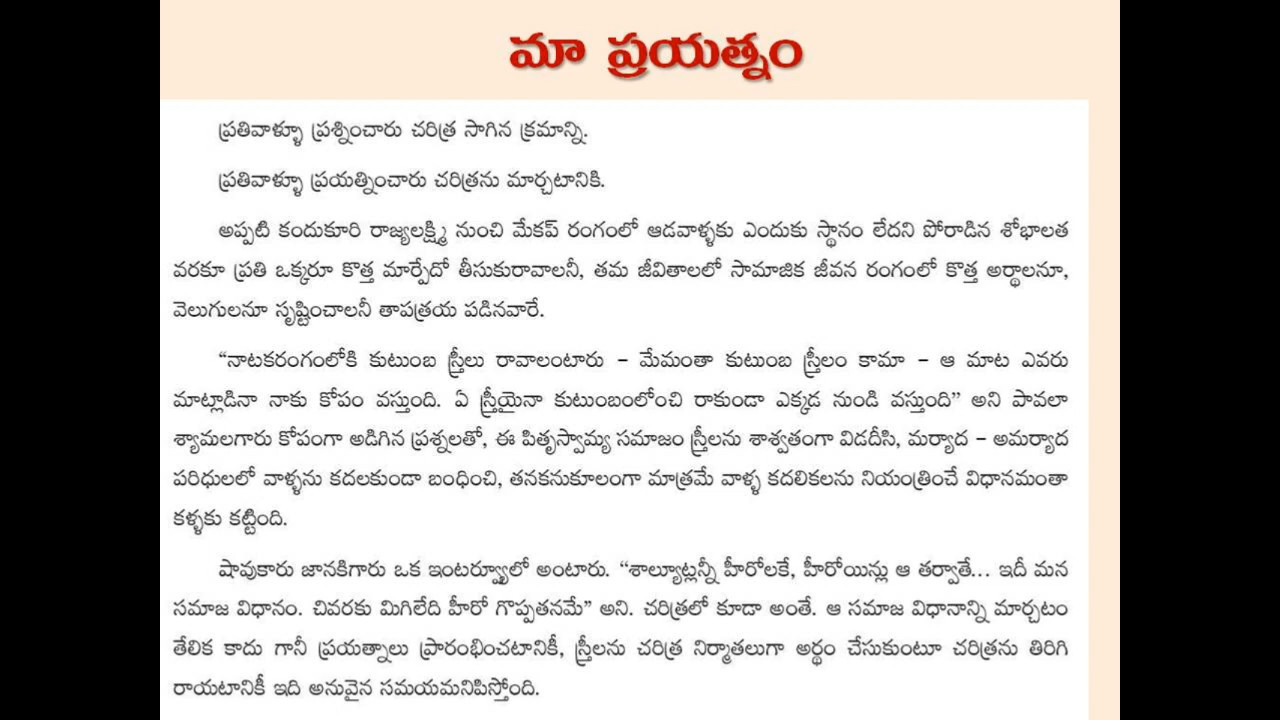 మా ప్రయత్నం
ప్రతివాళ్ళూ ప్రశ్నించారు చరిత్ర సాగిన క్రమాన్ని.
ప్రతివాళ్ళూ ప్రయత్నించారు చరిత్రను మార్చటానికి.
అప్పటి కందుకూరి రాజ్యలక్ష్మి నుంచి మేకప్ రంగంలో ఆడవాళ్ళకు ఎందుకు స్థానం లేదని పోరాడిన శోభాలత
వరకూ ప్రతి ఒక్కరూ కొత్త మార్పేదో తీసుకురావాలనీ, తమ జీవితాలలో సామాజిక జీవన రంగంలో కొత్త అర్థాలనూ,
వెలుగులనూ సృష్టించాలనీ తాపత్రయ పడినవారే.
“నాటకరంగంలోకి కుటుంబ స్త్రీలు రావాలంటారు – మేమంతా కుటుంబ స్త్రీలం కామా – ఆ మాట ఎవరు
మాట్లాడినా నాకు కోపం వస్తుంది. ఏ స్త్రీయైనా కుటుంబంలోంచి రాకుండా ఎక్కడ నుండి వస్తుంది” అని పావలా
శ్యామలగారు కోపంగా అడిగిన ప్రశ్నలతో, ఈ పితృస్వామ్య సమాజం స్త్రీలను శాశ్వతంగా విడదీసి, మర్యాద – అమర్యాద
పరిధులలో వాళ్ళను కదలకుండా బంధించి, తనకనుకూలంగా మాత్రమే వాళ్ళ కదలికలను నియంత్రించే విధానమంతా
కళ్ళకు కట్టింది.
షావుకారు జానకిగారు ఒక ఇంటర్వ్యూలో అంటారు. “శాల్యూట్లన్నీ హీరోలకే, హీరోయిన్లు ఆ తర్వాతే... ఇదీ మన
సమాజ విధానం. చివరకు మిగిలేది హీరో గొప్పతనమే” అని. చరిత్రలో కూడా అంతే. ఆ సమాజ విధానాన్ని మార్చటం
తేలిక కాదు గానీ ప్రయత్నాలు ప్రారంభించటానికీ, స్త్రీలను చరిత్ర నిర్మాతలుగా అర్థం చేసుకుంటూ చరిత్రను తిరిగి
రాయటానికీ ఇది అనువైన సమయమనిపిస్తోంది.